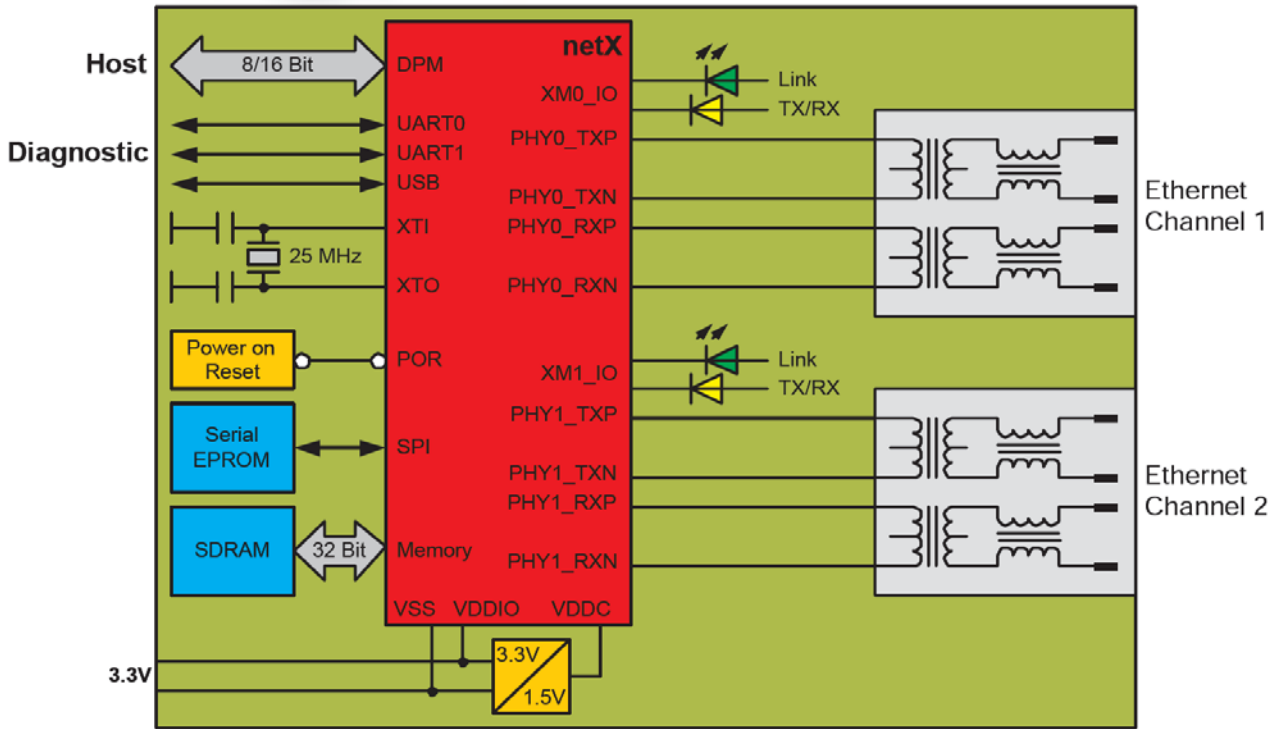 netX
Host
8/16 Bit
DPM
Link
XM0_IO
TX/RX
UART0
PHY0_TXP
Diagnostic
UART1
USB
PHY0_TXN
Ethernet
Channel 1
XTI
PHY0_RXP
25 MHz
XTO
PHY0_RXN
Power on
Reset
POR
Link
XM1_IO
TX/RX
PHY1_TXP
Serial
EPROM
SPI
PHY1_TXN
Ethernet
Channel 2
PHY1_RXP
SDRAM
32 Bit
Memory
PHY1_RXN
VSS VDDIO VDDC
3.3V
3.3V
1.5V